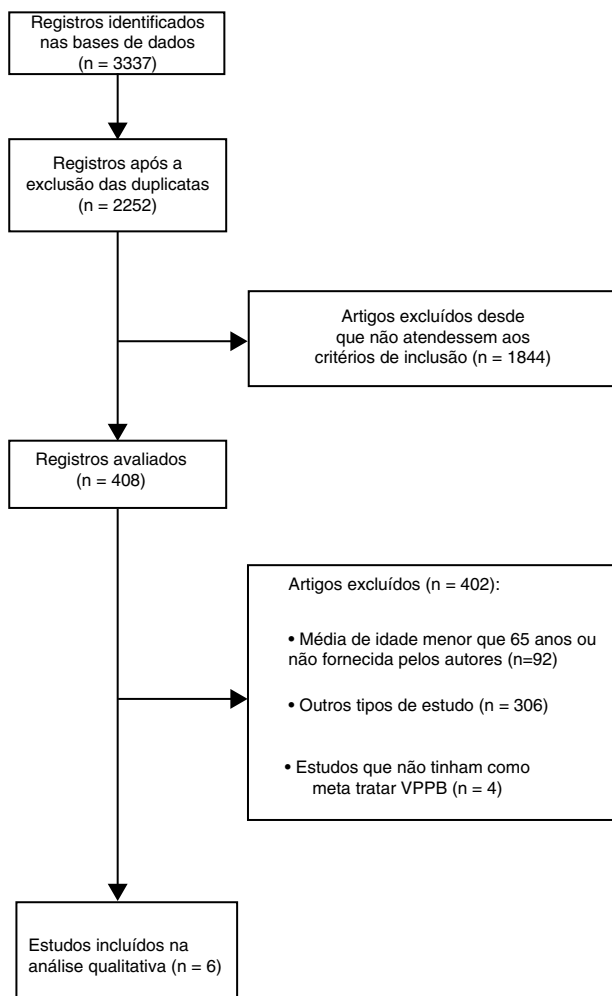 Registros identificados
nas bases de dados
(n = 3337)
Registros após a
exclusão das duplicatas
(n = 2252)
Artigos excluídos desde
que não atendessem aos
critérios de inclusão (n = 1844)
Registros avaliados
(n = 408)
Artigos excluídos (n = 402):
• Média de idade menor que 65 anos ou
não fornecida pelos autores (n=92)
• Outros tipos de estudo (n = 306)
• Estudos que não tinham como
meta tratar VPPB (n = 4)
Estudos incluídos na
análise qualitativa (n = 6)